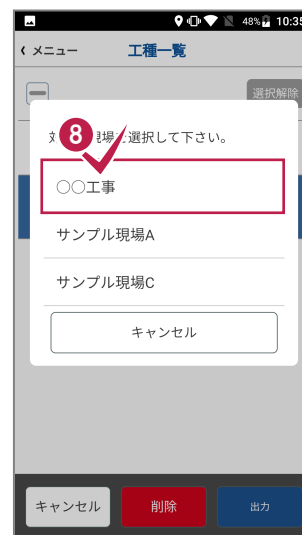 48% 10:35
メニュー 工種一覧
選択解除
8
現場 選択して下さい。
○○工事
サンプル現場A
サンプル現場C
キャンセル
キャンセル 削除 出力